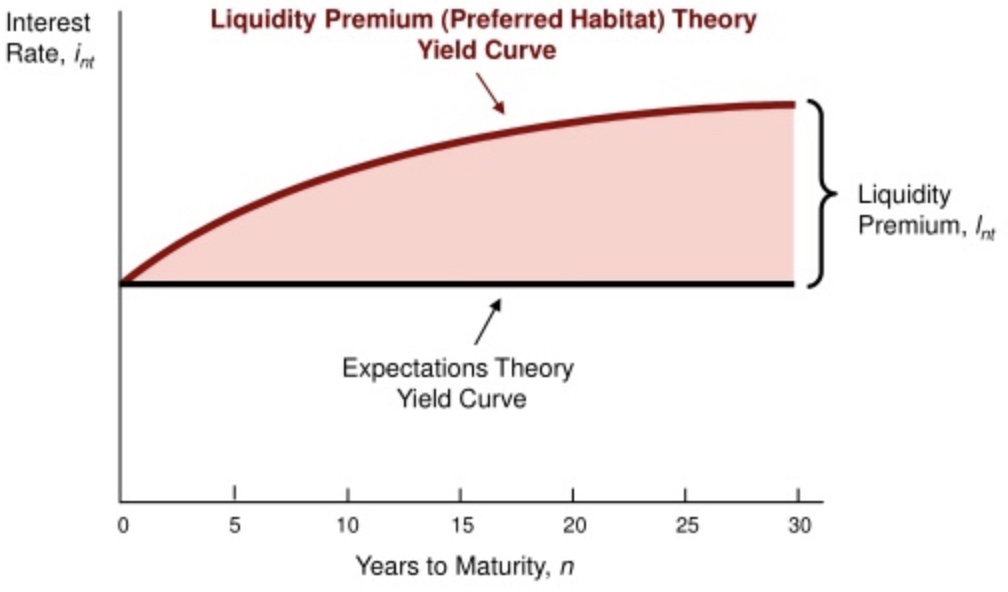 Interest
Rate, i_nt
Liquidity Premium (Preferred Habitat) Theory
Yield Curve
Liquidity
Premium, l_nt
Expectations Theory
Yield Curve
0 5 10 15 20 25 30
Years to Maturity, n